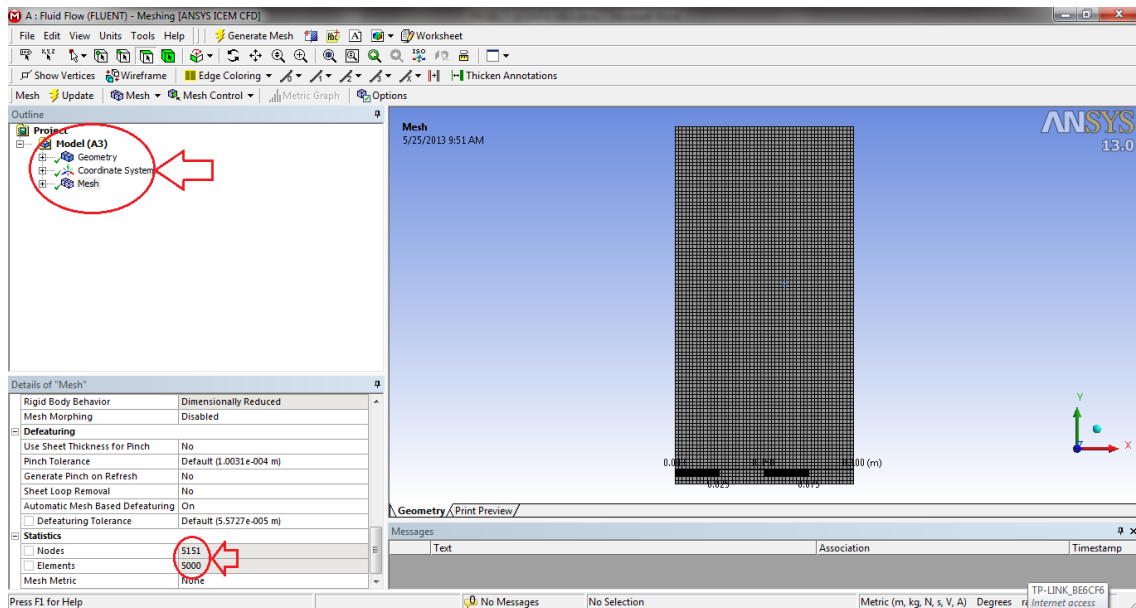 A : Fluid Flow (FLUENT) - Meshing [ANSYS ICEM CFD]
File Edit View Units Tools Help Generate Mesh A Worksheet
ISO
Show Vertices Wireframe Edge Coloring Thicken Annotations
Mesh Update Mesh Mesh Control Metric Graph Options
Outline
Project
Model (A3)
Geometry
Coordinate System
Mesh
Details of "Mesh"
Rigid Body Behavior Dimensionally Reduced
Mesh Morphing Disabled
Defeaturing
Use Sheet Thickness for Pinch No
Pinch Tolerance Default (1.0031e-004 m)
Generate Pinch on Refresh No
Sheet Loop Removal No
Automatic Mesh Based Defeaturing On
Defeaturing Tolerance Default (5.5727e-005 m)
Statistics
Nodes 5151
Elements 5000
Mesh Metric None
Mesh
5/25/2013 9:51 AM
ANSYS
13.0
Y
X
0.100 (m)
0.025 0.075
Geometry Print Preview
Messages
Text Association Timestamp
TP-LINK_BE6CF6
Internet access
Press F1 for Help 0 No Messages No Selection Metric (m, kg, N, s, V, A) Degrees